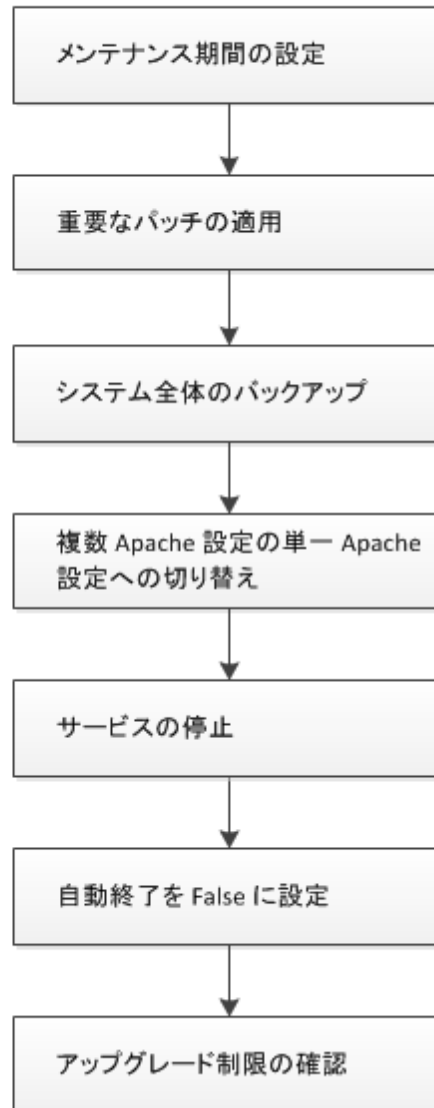 メンテナンス期間の設定
重要なパッチの適用
システム全体のバックアップ
複数 Apache 設定の単一 Apache
設定への切り替え
サービスの停止
自動終了を False に設定
アップグレード制限の確認